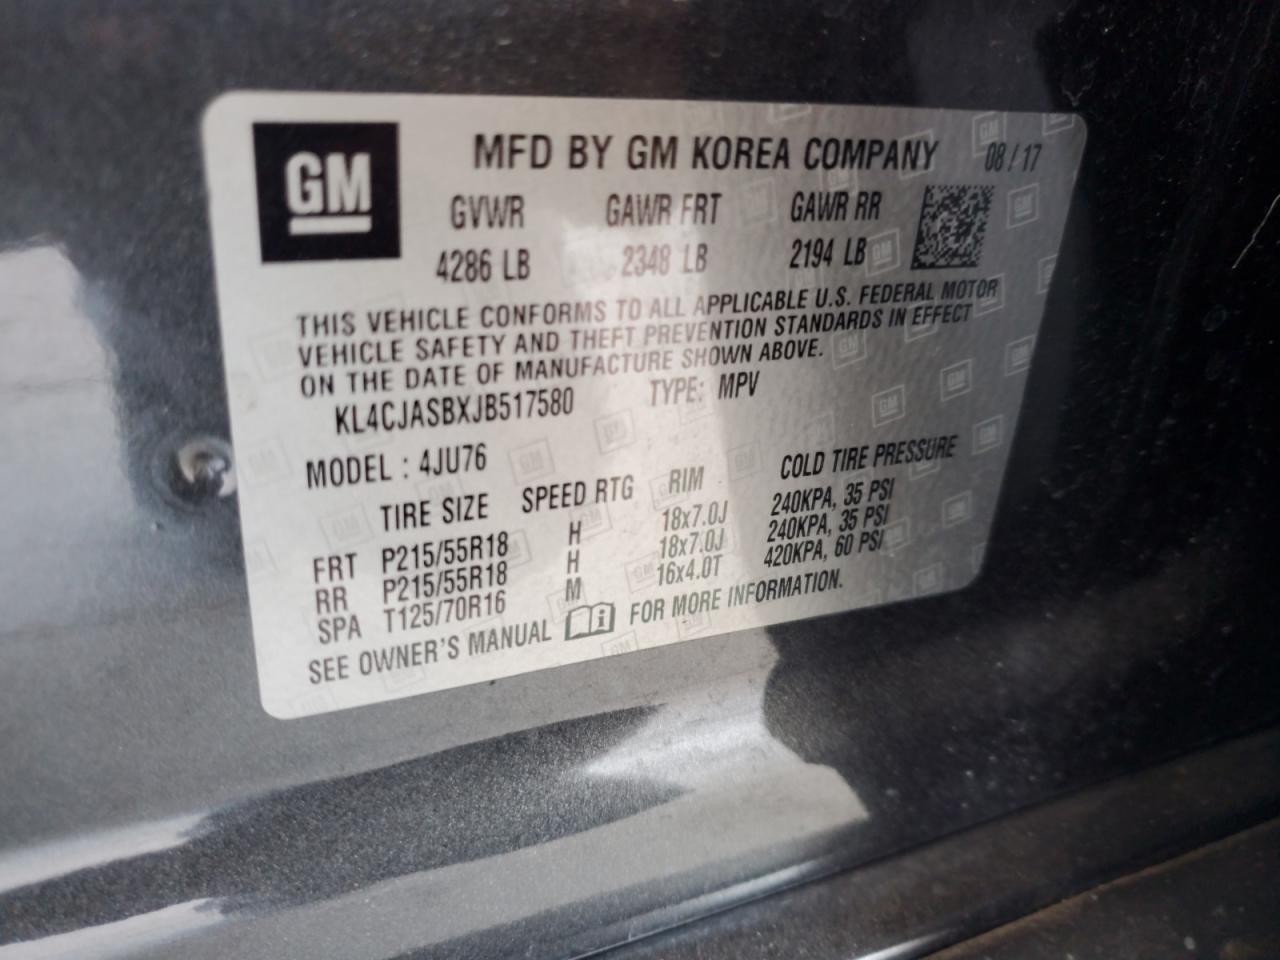 GM
MFD BY GM KOREA COMPANY 08/17
GVWR GAWR FRT GAWR RR
4286 LB 2348 LB 2194 LB
THIS VEHICLE CONFORMS TO ALL APPLICABLE U.S. FEDERAL MOTOR
VEHICLE SAFETY AND THEFT PREVENTION STANDARDS IN EFFECT
ON THE DATE OF MANUFACTURE SHOWN ABOVE.
KL4CJASBXJB517580 TYPE: MPV
MODEL : 4JU76
TIRE SIZE SPEED RTG RIM COLD TIRE PRESSURE
FRT P215/55R18 H 18x7.0J 240KPA, 35 PSI
RR P215/55R18 H 18x7.0J 240KPA, 35 PSI
SPA T125/70R16 M 16x4.0T 420KPA, 60 PSI
SEE OWNER'S MANUAL i FOR MORE INFORMATION.